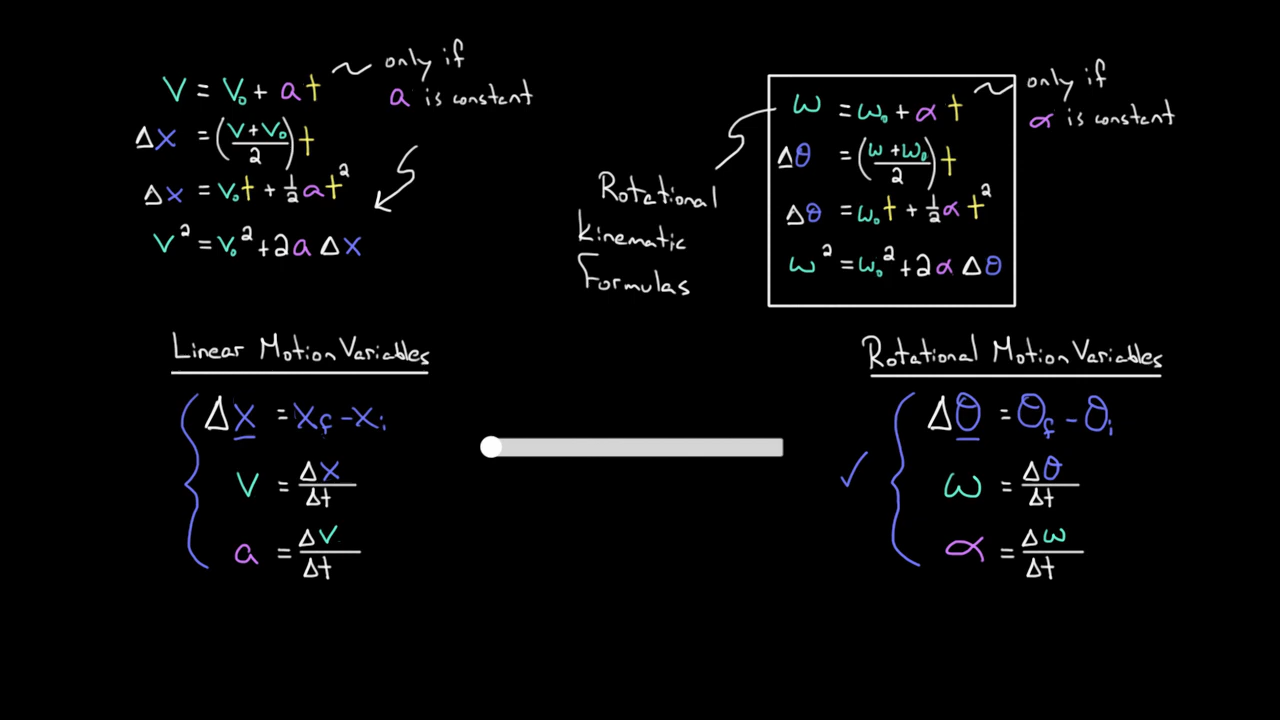 V = V₀ + at
only if
a is constant
Δx = (V + V₀ / 2)t
Δx = V₀t + ½at²
V² = V₀² + 2aΔx
Rotational
Kinematic
Formulas
ω = ω₀ + αt
only if
α is constant
Δθ = (ω + ω₀ / 2)t
Δθ = ω₀t + ½αt²
ω² = ω₀² + 2αΔθ
Linear Motion Variables
Δx = x_f - x_i
V = Δx / Δt
a = Δv / Δt
Rotational Motion Variables
Δθ = θ_f - θ_i
ω = Δθ / Δt
α = Δω / Δt